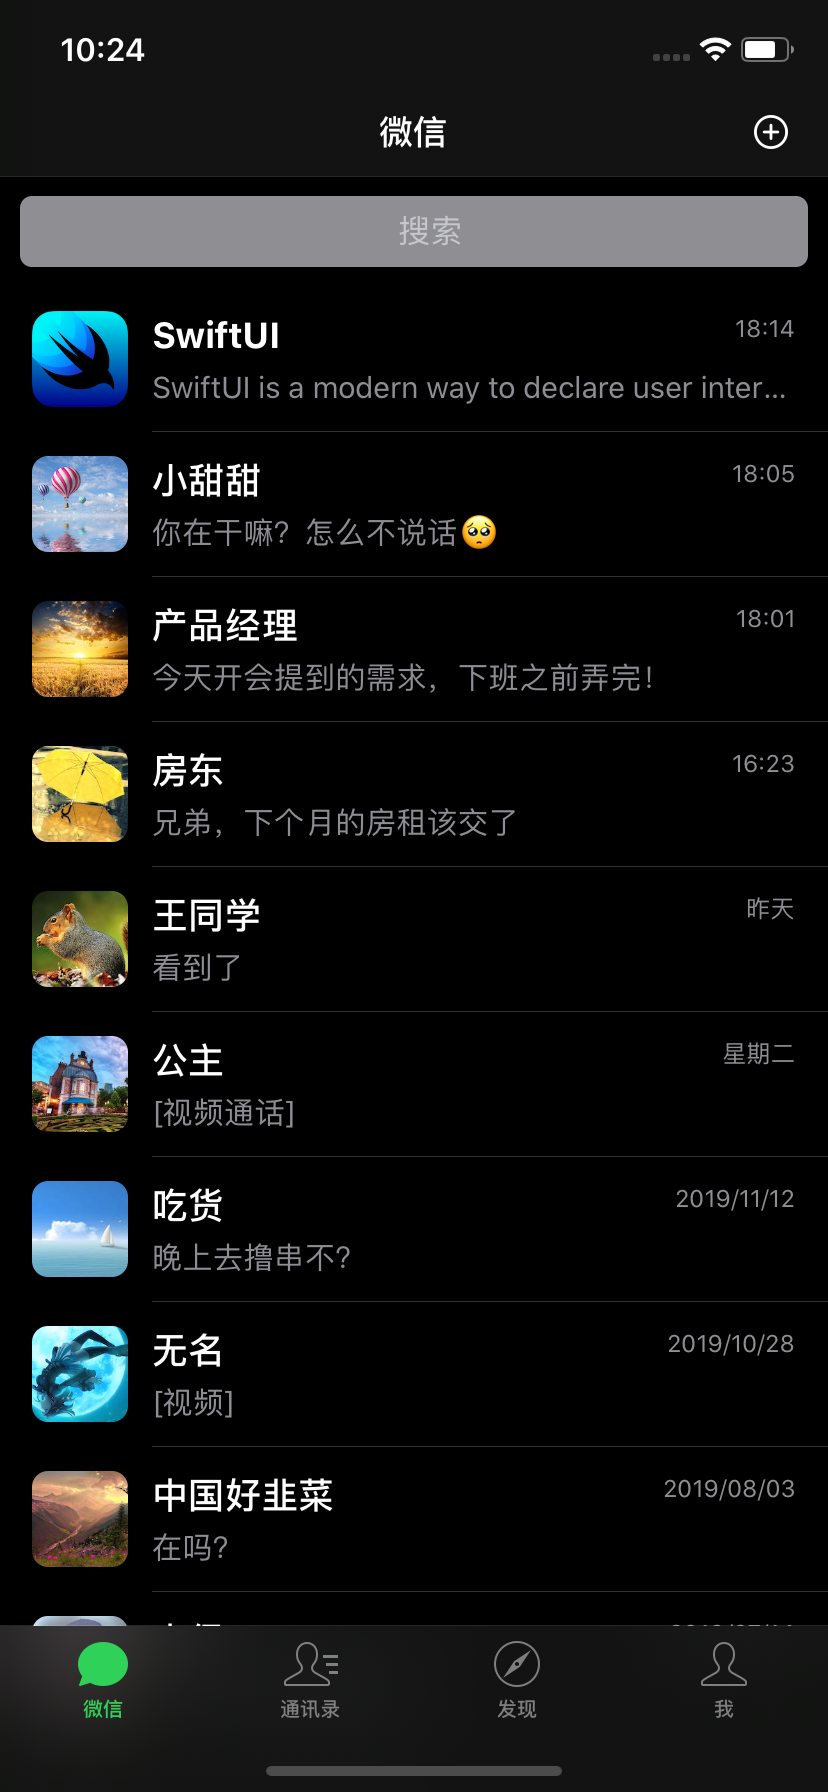 10:24
微信
搜索
SwiftUI
18:14
SwiftUI is a modern way to declare user inter...
小甜甜
18:05
你在干嘛？怎么不说话🥺
产品经理
18:01
今天开会提到的需求，下班之前弄完！
房东
16:23
兄弟，下个月的房租该交了
王同学
昨天
看到了
公主
星期二
[视频通话]
吃货
2019/11/12
晚上去撸串不？
无名
2019/10/28
[视频]
中国好韭菜
2019/08/03
在吗？
微信
通讯录
发现
我